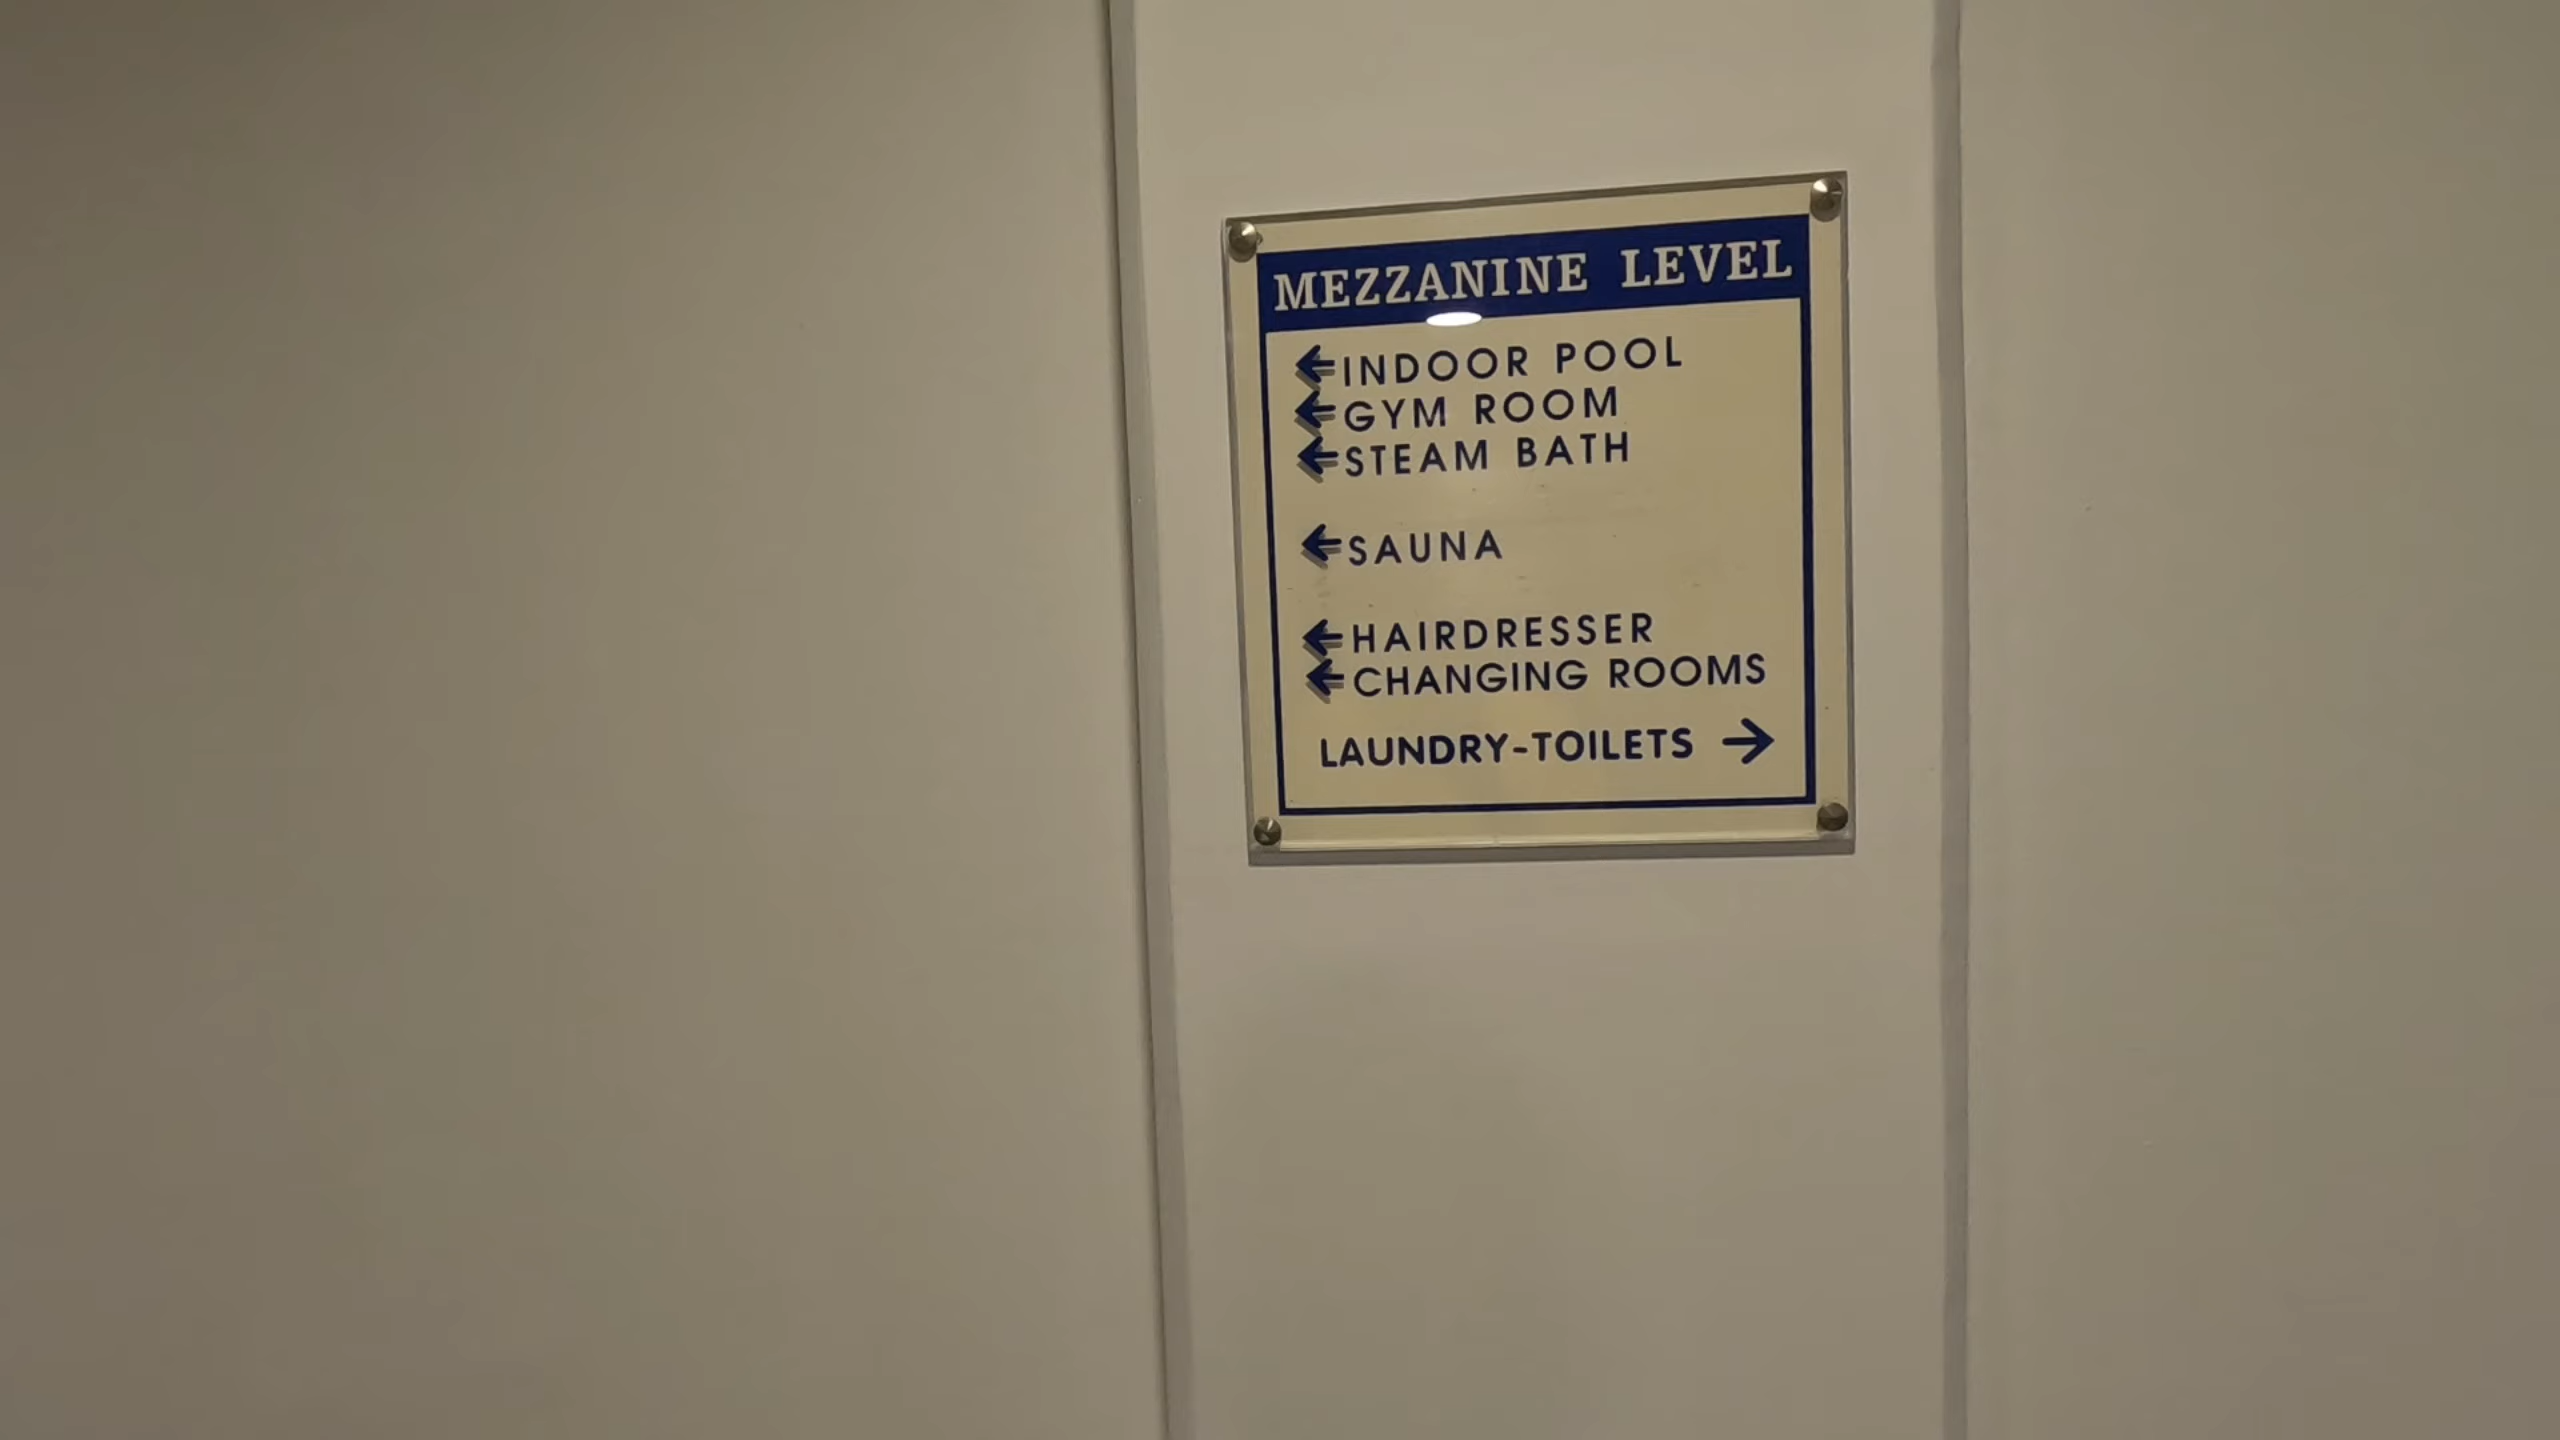 MEZZANINE LEVEL
←INDOOR POOL
←GYM ROOM
←STEAM BATH
←SAUNA
←HAIRDRESSER
←CHANGING ROOMS
LAUNDRY-TOILETS →